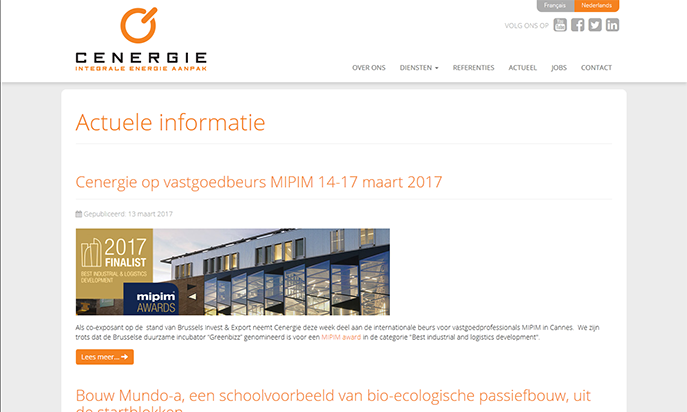 Français Nederlands
VOLG ONS OP You Tube
CENERGIE
INTEGRALE ENERGIE AANPAK
OVER ONS DIENSTEN REFERENTIES ACTUEEL JOBS CONTACT
Actuele informatie
Cenergie op vastgoedbeurs MIPIM 14-17 maart 2017
Gepubliceerd: 13 maart 2017
2017
FINALIST
BEST INDUSTRIAL & LOGISTICS
DEVELOPMENT
mipim
AWARDS
Als co-exposant op de stand van Brussels Invest & Export neemt Cenergie deze week deel aan de internationale beurs voor vastgoedprofessionals MIPIM in Cannes. We zijn
trots dat de Brusselse duurzame incubator "Greenbizz" genomineerd is voor een MIPIM award in de categorie "Best industrial and logistics development".
Lees meer...
Bouw Mundo-a, een schoolvoorbeeld van bio-ecologische passiefbouw, uit
de startblokken